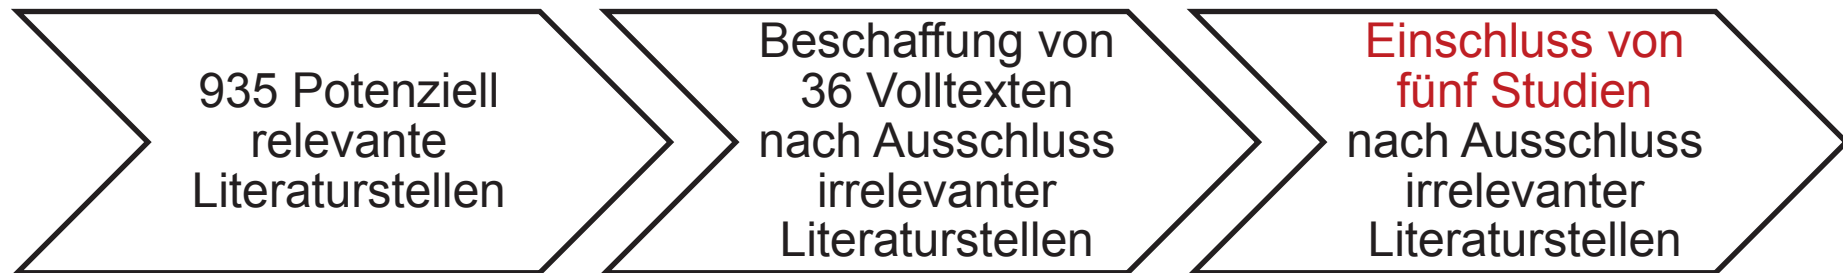 935 Potenziell
relevante
Literaturstellen
Beschaffung von
36 Volltexten
nach Ausschluss
irrelevanter
Literaturstellen
Einschluss von
fünf Studien
nach Ausschluss
irrelevanter
Literaturstellen